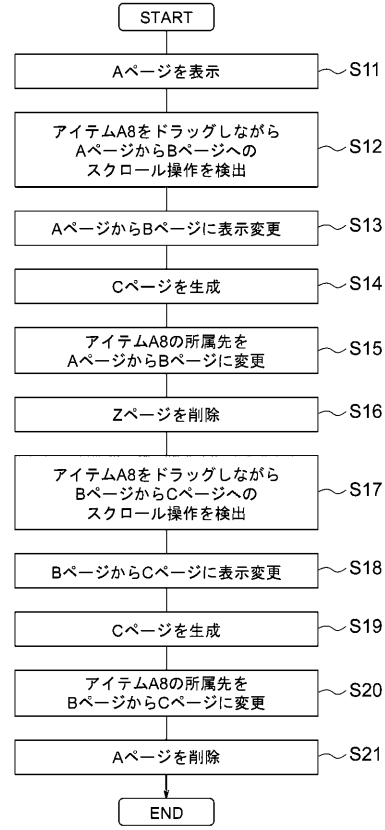 START
Aページを表示
S11
アイテムA8をドラッグしながら
AページからBページへの
スクロール操作を検出
S12
AページからBページに表示変更
S13
Cページを生成
S14
アイテムA8の所属先を
AページからBページに変更
S15
Zページを削除
S16
アイテムA8をドラッグしながら
BページからCページへの
スクロール操作を検出
S17
BページからCページに表示変更
S18
Cページを生成
S19
アイテムA8の所属先を
BページからCページに変更
S20
Aページを削除
S21
END